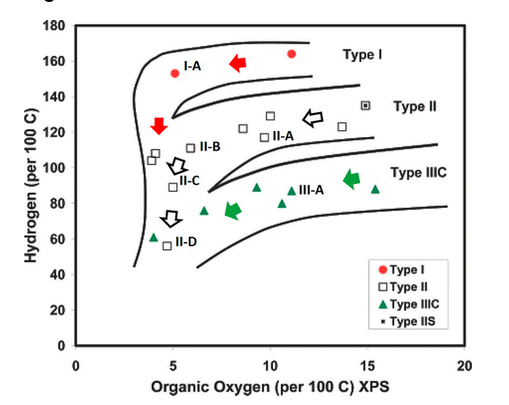 180
160
140
120
100
80
60
40
20
0
Hydrogen (per 100 C)
I-A
Type I
Type II
II-A
II-B
II-C
Type IIIC
III-A
II-D
Type I
Type II
Type IIIC
Type IIS
0 5 10 15 20
Organic Oxygen (per 100 C) XPS